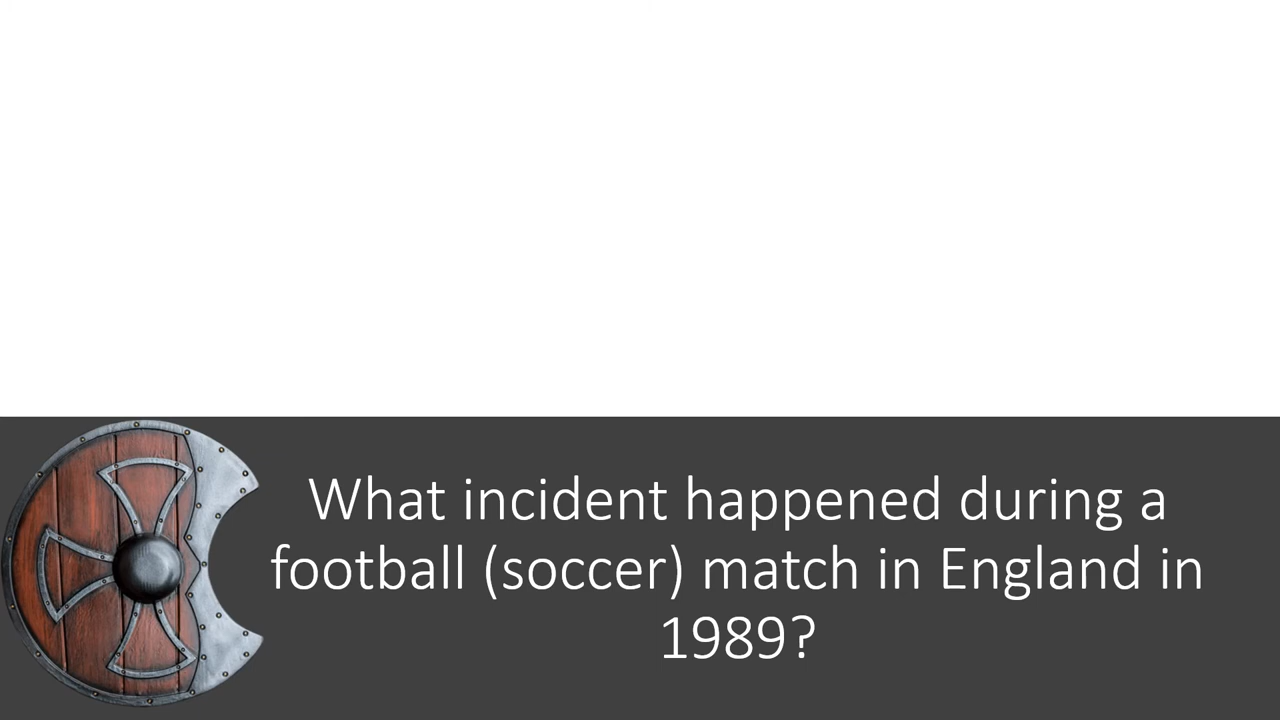 What incident happened during a
football (soccer) match in England in
1989?